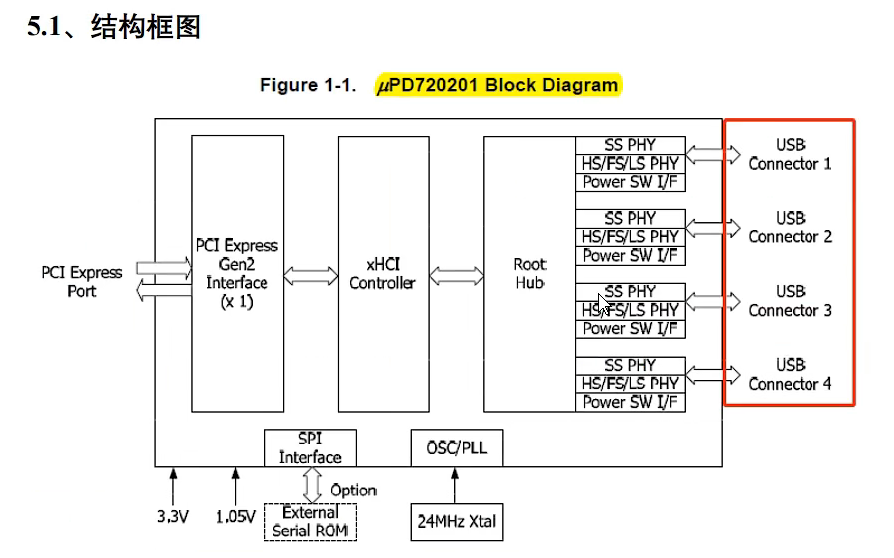 5.1、结构框图
Figure 1-1. μPD720201 Block Diagram
PCI Express
Port
PCI Express
Gen2
Interface
(x 1)
xHCI
Controller
Root
Hub
SS PHY
HS/FS/LS PHY
Power SW I/F
USB
Connector 1
SS PHY
HS/FS/LS PHY
Power SW I/F
USB
Connector 2
SS PHY
HS/FS/LS PHY
Power SW I/F
USB
Connector 3
SS PHY
HS/FS/LS PHY
Power SW I/F
USB
Connector 4
SPI
Interface
OSC/PLL
3.3V
1.05V
Option
External
Serial ROM
24MHz Xtal